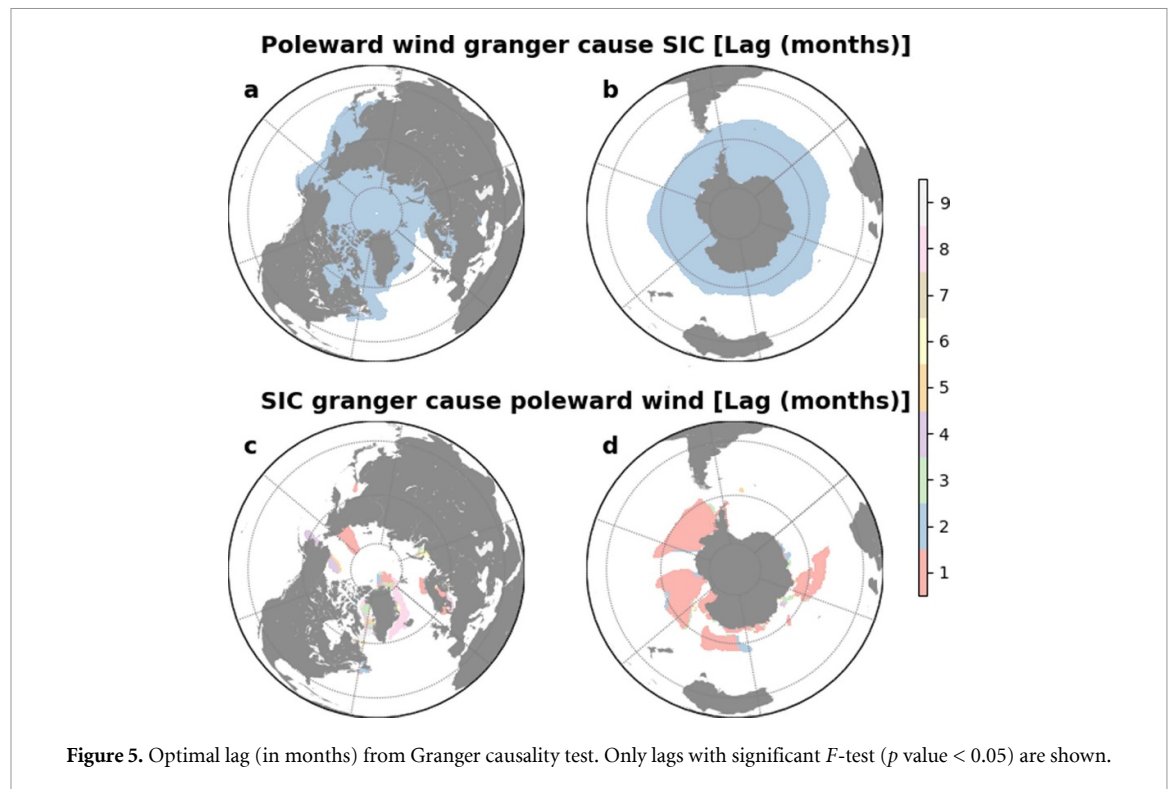 Poleward wind granger cause SIC [Lag (months)]
a
b
SIC granger cause poleward wind [Lag (months)]
c
d
9
8
7
6
5
4
3
2
1
Figure 5. Optimal lag (in months) from Granger causality test. Only lags with significant F-test (p value < 0.05) are shown.